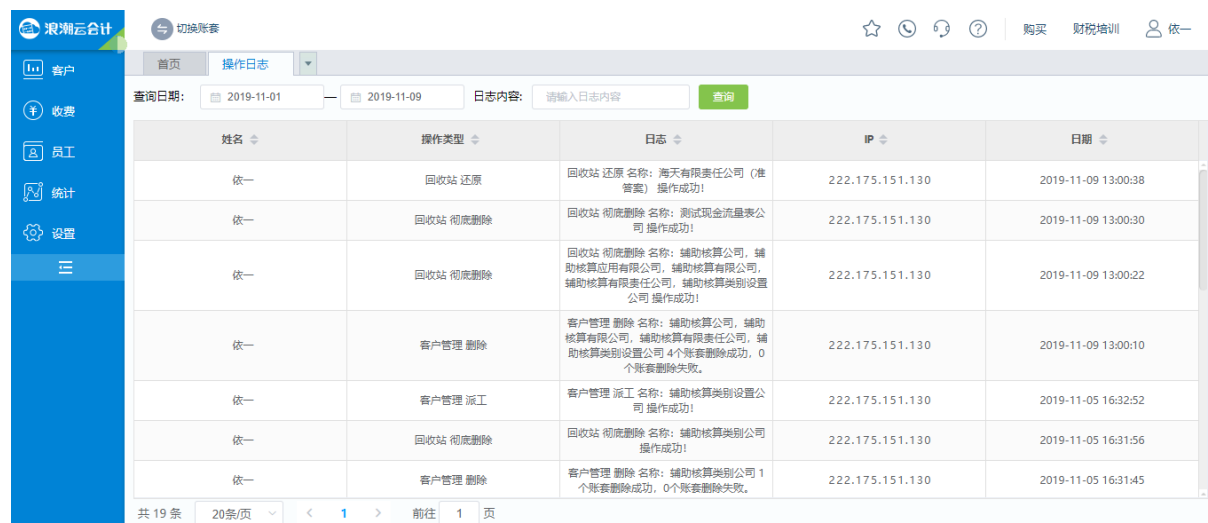 浪潮云会计
切换账套
购买
财税培训
依一
客户
收费
员工
统计
设置
首页
操作日志
查询日期:
2019-11-01
—
2019-11-09
日志内容:
请输入日志内容
查询
姓名
操作类型
日志
IP
日期
依一
回收站 还原
回收站 还原 名称：海天有限责任公司（准
答案） 操作成功!
222.175.151.130
2019-11-09 13:00:38
依一
回收站 彻底删除
回收站 彻底删除 名称：测试现金流量表公
司 操作成功!
222.175.151.130
2019-11-09 13:00:30
依一
回收站 彻底删除
回收站 彻底删除 名称：辅助核算公司，辅
助核算应用有限公司，辅助核算有限公司，
辅助核算有限责任公司，辅助核算类别设置
公司 操作成功!
222.175.151.130
2019-11-09 13:00:22
依一
客户管理 删除
客户管理 删除 名称：辅助核算公司，辅助
核算有限公司，辅助核算有限责任公司，辅
助核算类别设置公司 4个账套删除成功，0
个账套删除失败。
222.175.151.130
2019-11-09 13:00:10
依一
客户管理 派工
客户管理 派工 名称：辅助核算类别设置公
司 操作成功!
222.175.151.130
2019-11-05 16:32:52
依一
回收站 彻底删除
回收站 彻底删除 名称：辅助核算类别公司
操作成功!
222.175.151.130
2019-11-05 16:31:56
依一
客户管理 删除
客户管理 删除 名称：辅助核算类别公司 1
个账套删除成功，0个账套删除失败。
222.175.151.130
2019-11-05 16:31:45
共 19 条
20条/页
1
前往 1 页